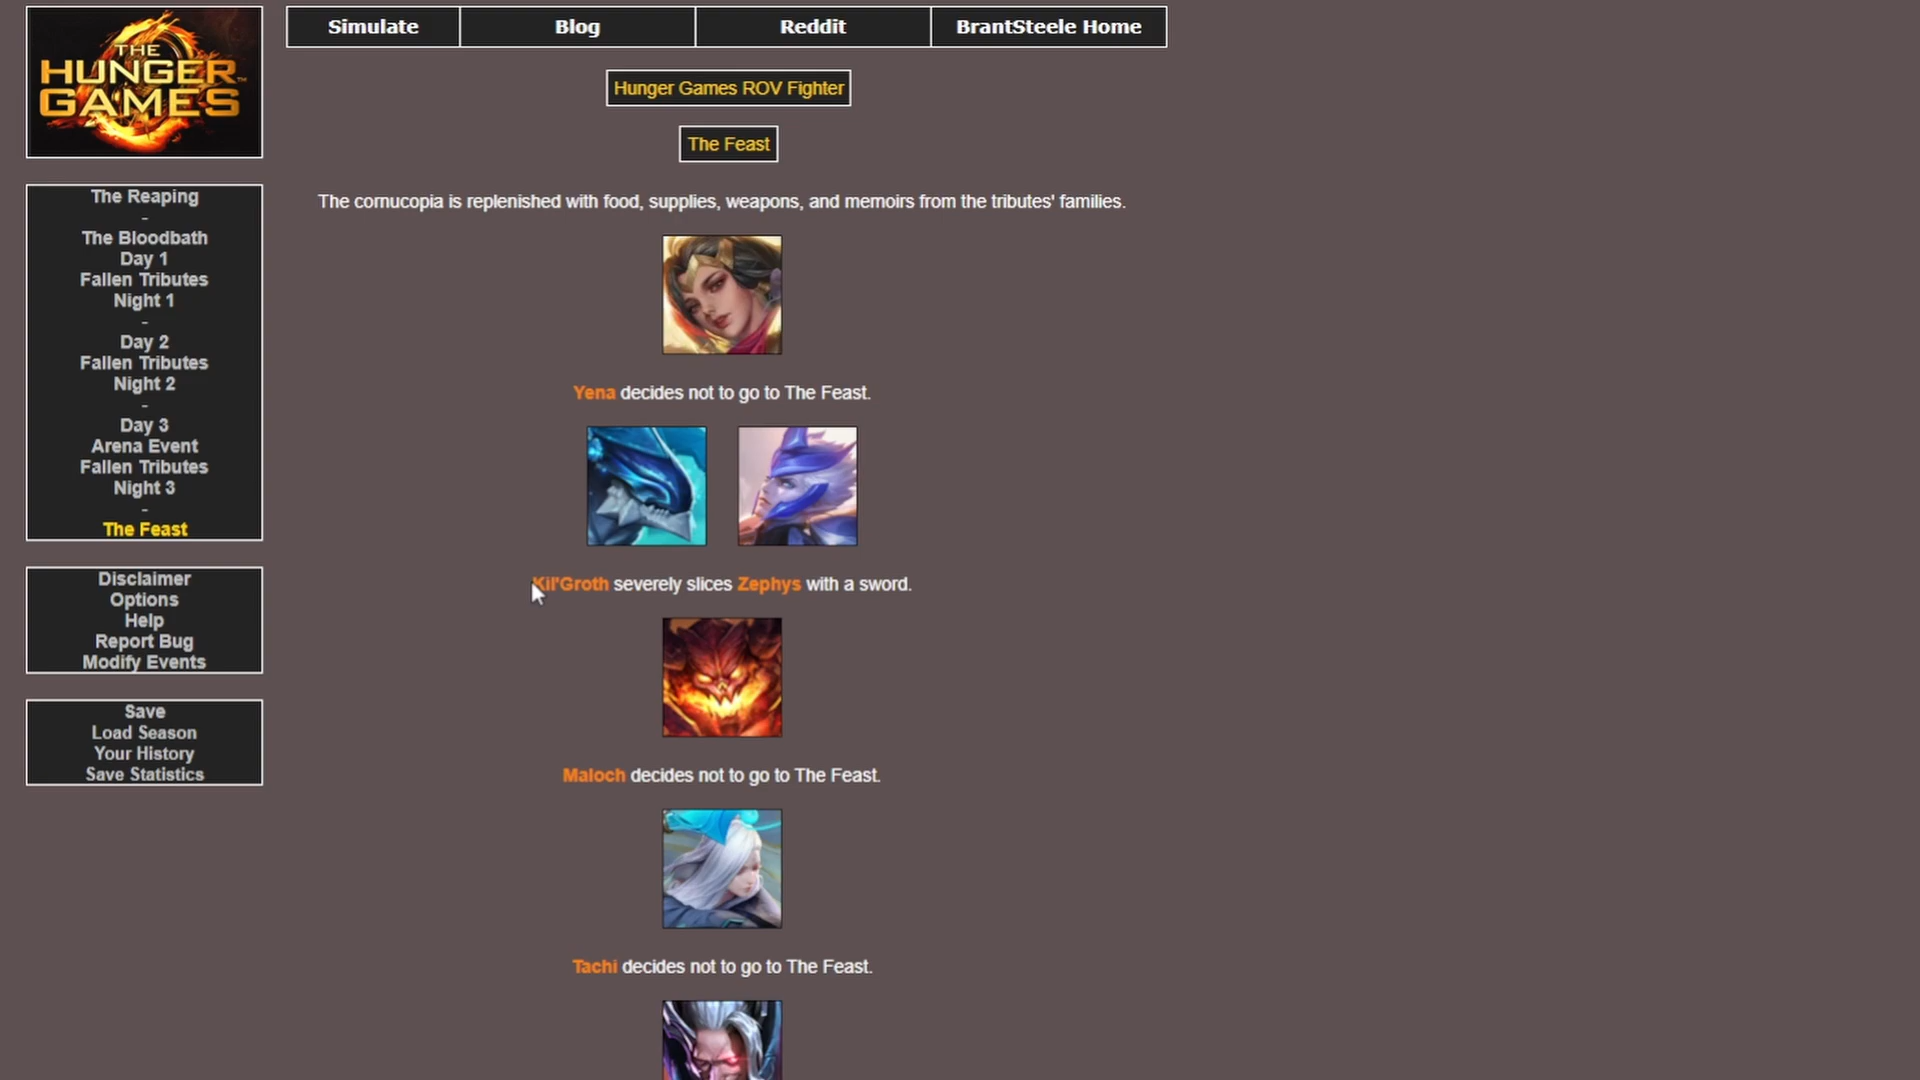 THE
HUNGER
GAMES
Simulate
Blog
Reddit
BrantSteele Home
Hunger Games ROV Fighter
The Feast
The Reaping
-
The Bloodbath
Day 1
Fallen Tributes
Night 1
-
Day 2
Fallen Tributes
Night 2
-
Day 3
Arena Event
Fallen Tributes
Night 3
-
The Feast
Disclaimer
Options
Help
Report Bug
Modify Events
Save
Load Season
Your History
Save Statistics
The cornucopia is replenished with food, supplies, weapons, and memoirs from the tributes' families.
Yena decides not to go to The Feast.
Kil'Groth severely slices Zephys with a sword.
Maloch decides not to go to The Feast.
Tachi decides not to go to The Feast.